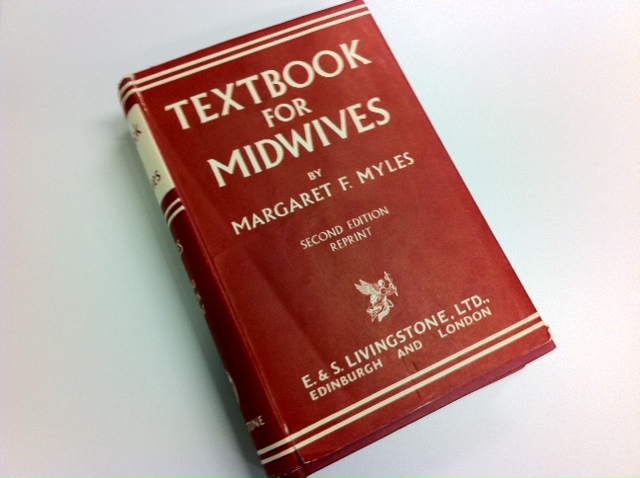 TEXTBOOK
FOR
MIDWIVES
BY
MARGARET F. MYLES
SECOND EDITION
REPRINT
E. & S. LIVINGSTONE, LTD.,
EDINBURGH AND LONDON